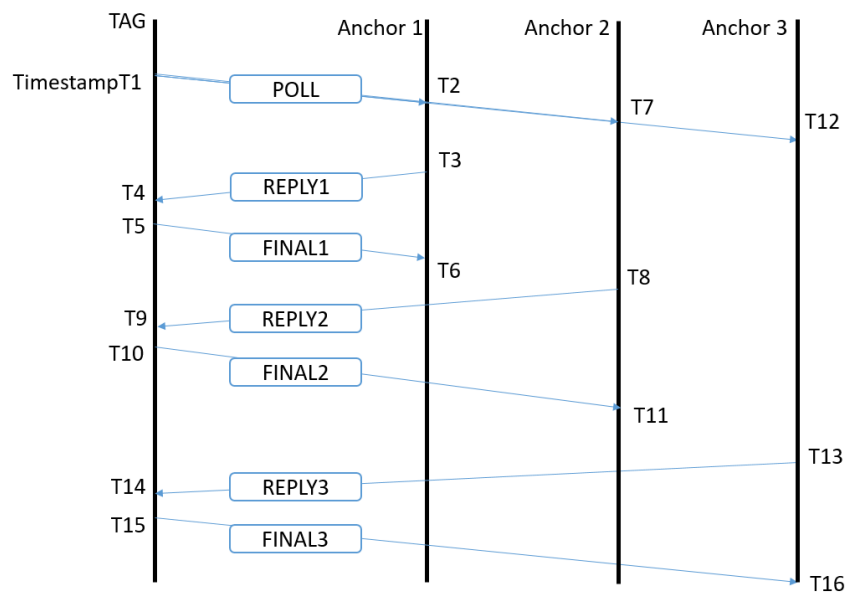 TAG
Anchor 1
Anchor 2
Anchor 3
TimestampT1
POLL
T2
T7
T12
T3
REPLY1
T4
T5
FINAL1
T6
T8
T9
REPLY2
T10
FINAL2
T11
T13
T14
REPLY3
T15
FINAL3
T16